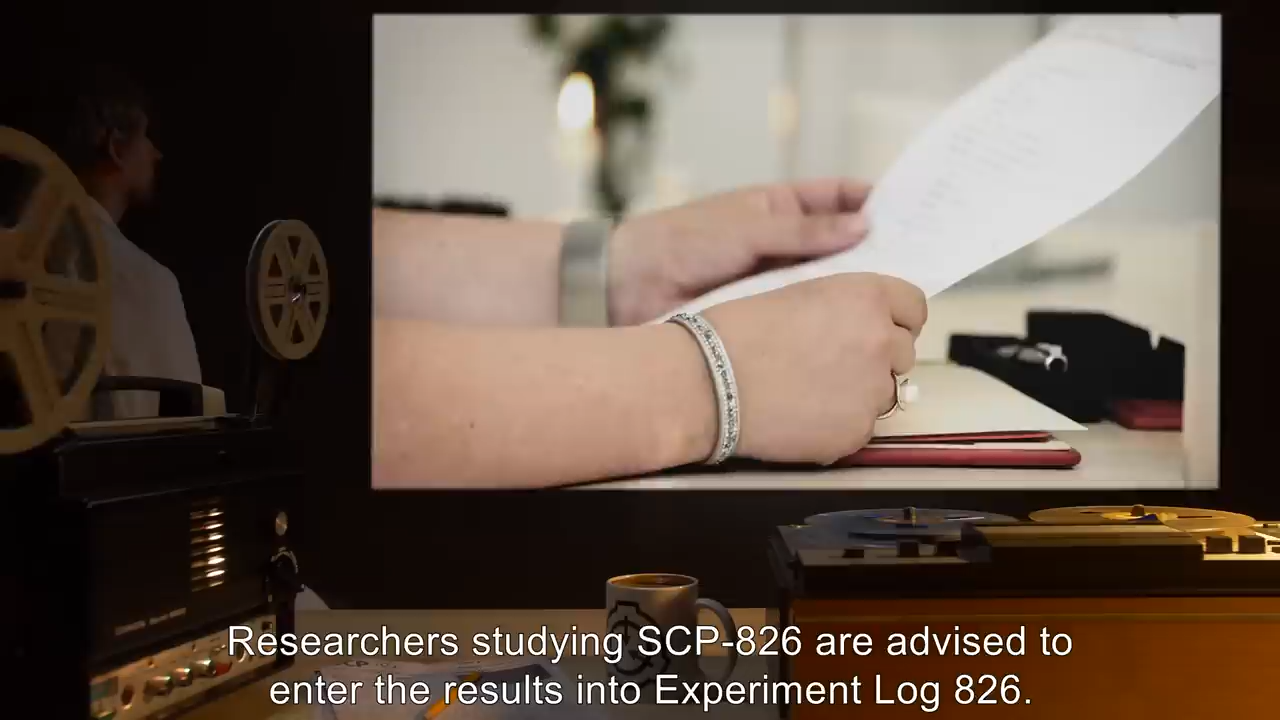 Researchers studying SCP-826 are advised to
enter the results into Experiment Log 826.